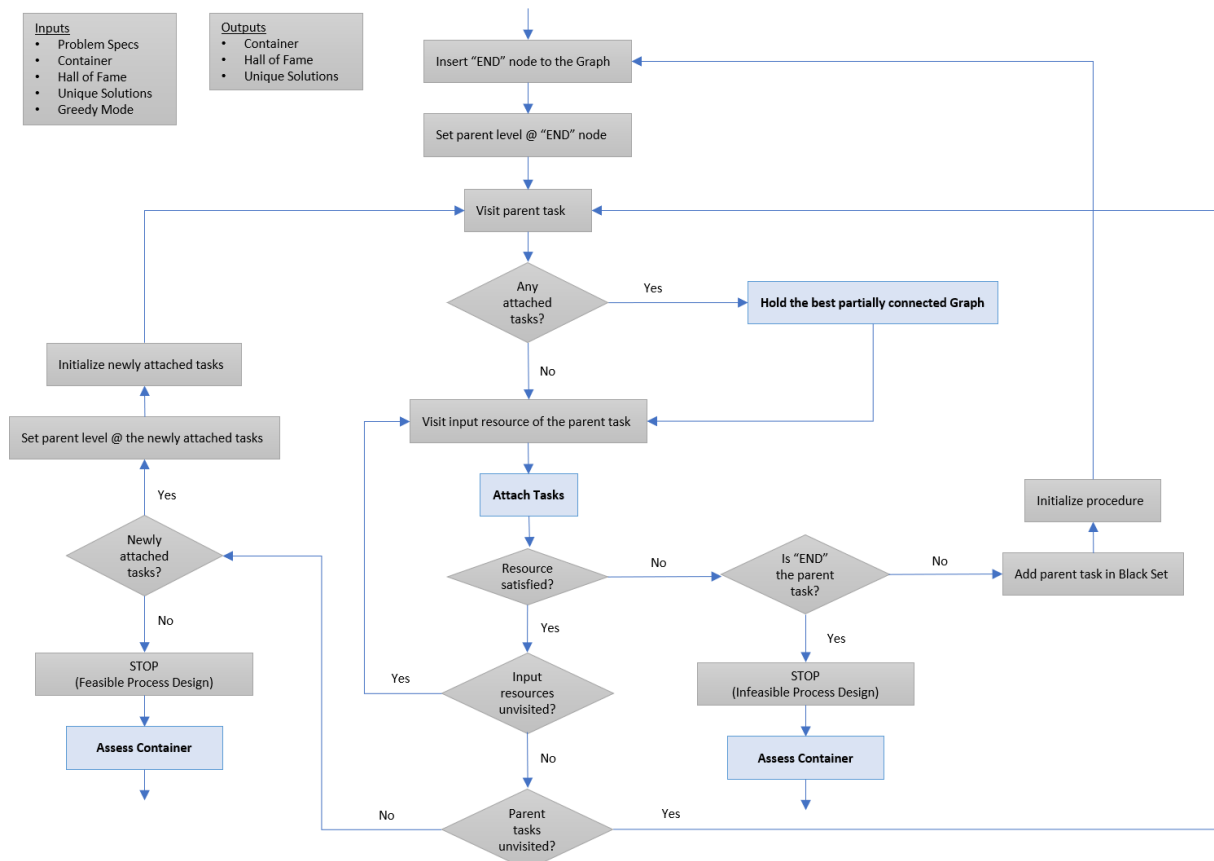 Inputs
• Problem Specs
• Container
• Hall of Fame
• Unique Solutions
• Greedy Mode
Outputs
• Container
• Hall of Fame
• Unique Solutions
Insert “END” node to the Graph
Set parent level @ “END” node
Visit parent task
Any
attached
tasks?
Yes
Hold the best partially connected Graph
No
Initialize newly attached tasks
Visit input resource of the parent task
Set parent level @ the newly attached tasks
Attach Tasks
Yes
Initialize procedure
Newly
attached
tasks?
Resource
satisfied?
No
Is “END”
the parent
task?
No
Add parent task in Black Set
No
Yes
Yes
STOP
(Feasible Process Design)
Yes
Input
resources
unvisited?
STOP
(Infeasible Process Design)
Assess Container
No
Assess Container
No
Parent
tasks
unvisited?
Yes